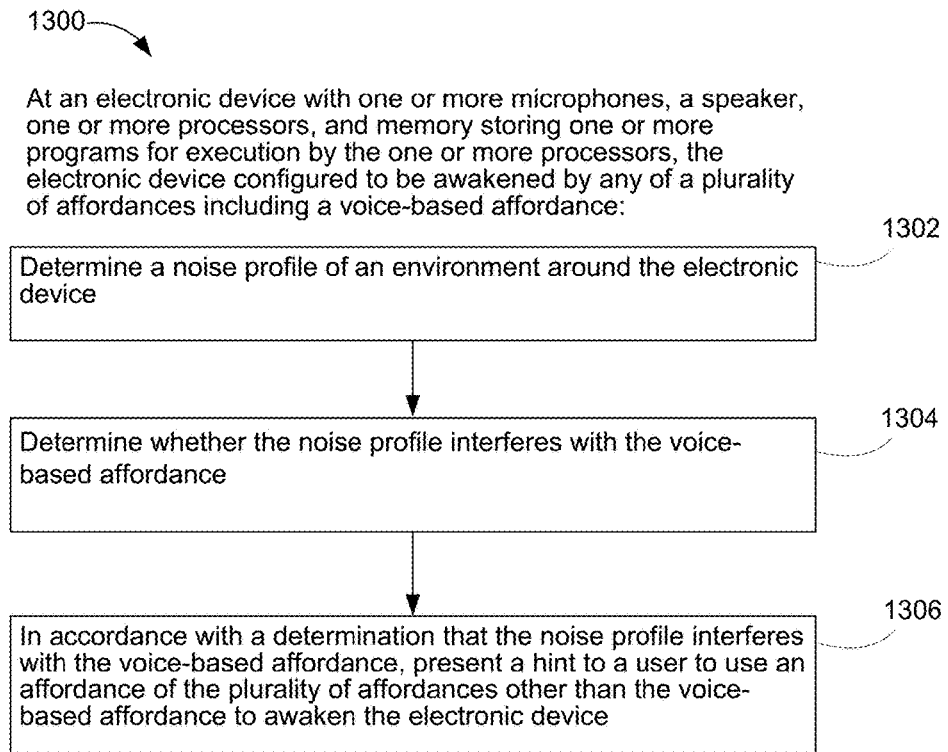 1300
At an electronic device with one or more microphones, a speaker,
one or more processors, and memory storing one or more
programs for execution by the one or more processors, the
electronic device configured to be awakened by any of a plurality
of affordances including a voice-based affordance:
1302
Determine a noise profile of an environment around the electronic
device
1304
Determine whether the noise profile interferes with the voice-
based affordance
1306
In accordance with a determination that the noise profile interferes
with the voice-based affordance, present a hint to a user to use an
affordance of the plurality of affordances other than the voice-
based affordance to awaken the electronic device